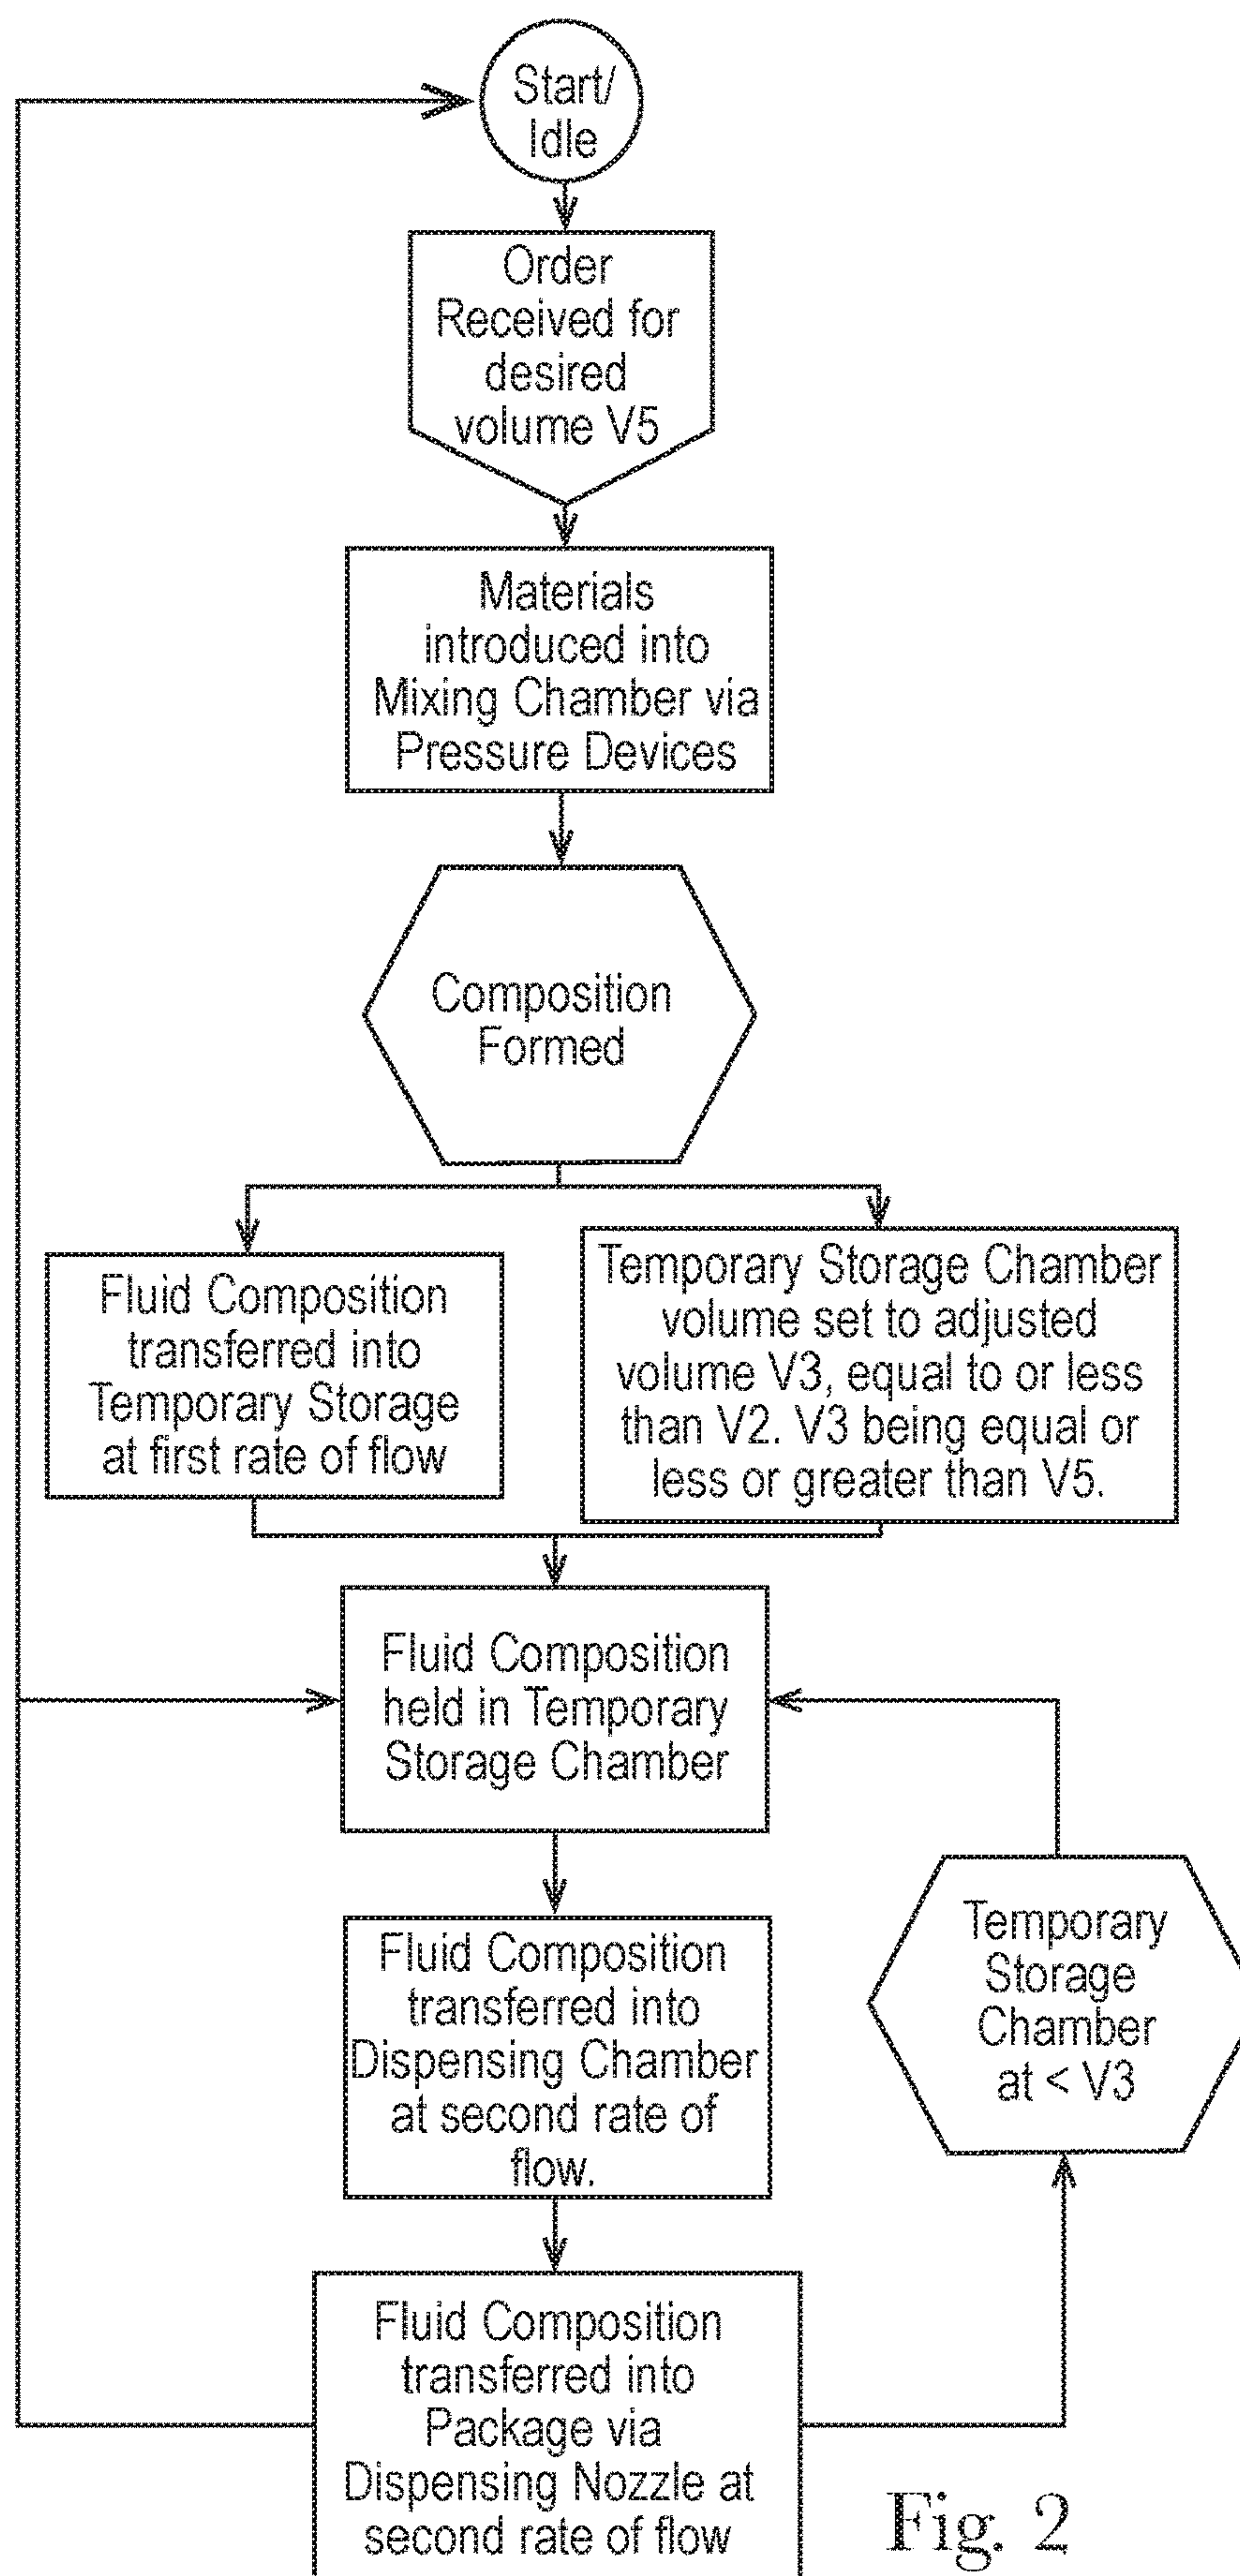 Start/
Idle
Order
Received for
desired
volume V5
Materials
introduced into
Mixing Chamber via
Pressure Devices
Composition
Formed
Fluid Composition
transferred into
Temporary Storage
at first rate of flow
Temporary Storage Chamber
volume set to adjusted
volume V3, equal to or less
than V2. V3 being equal or
less or greater than V5.
Fluid Composition
held in Temporary
Storage Chamber
Fluid Composition
transferred into
Dispensing Chamber
at second rate of
flow.
Temporary
Storage
Chamber
at < V3
Fluid Composition
transferred into
Package via
Dispensing Nozzle at
second rate of flow
Fig. 2